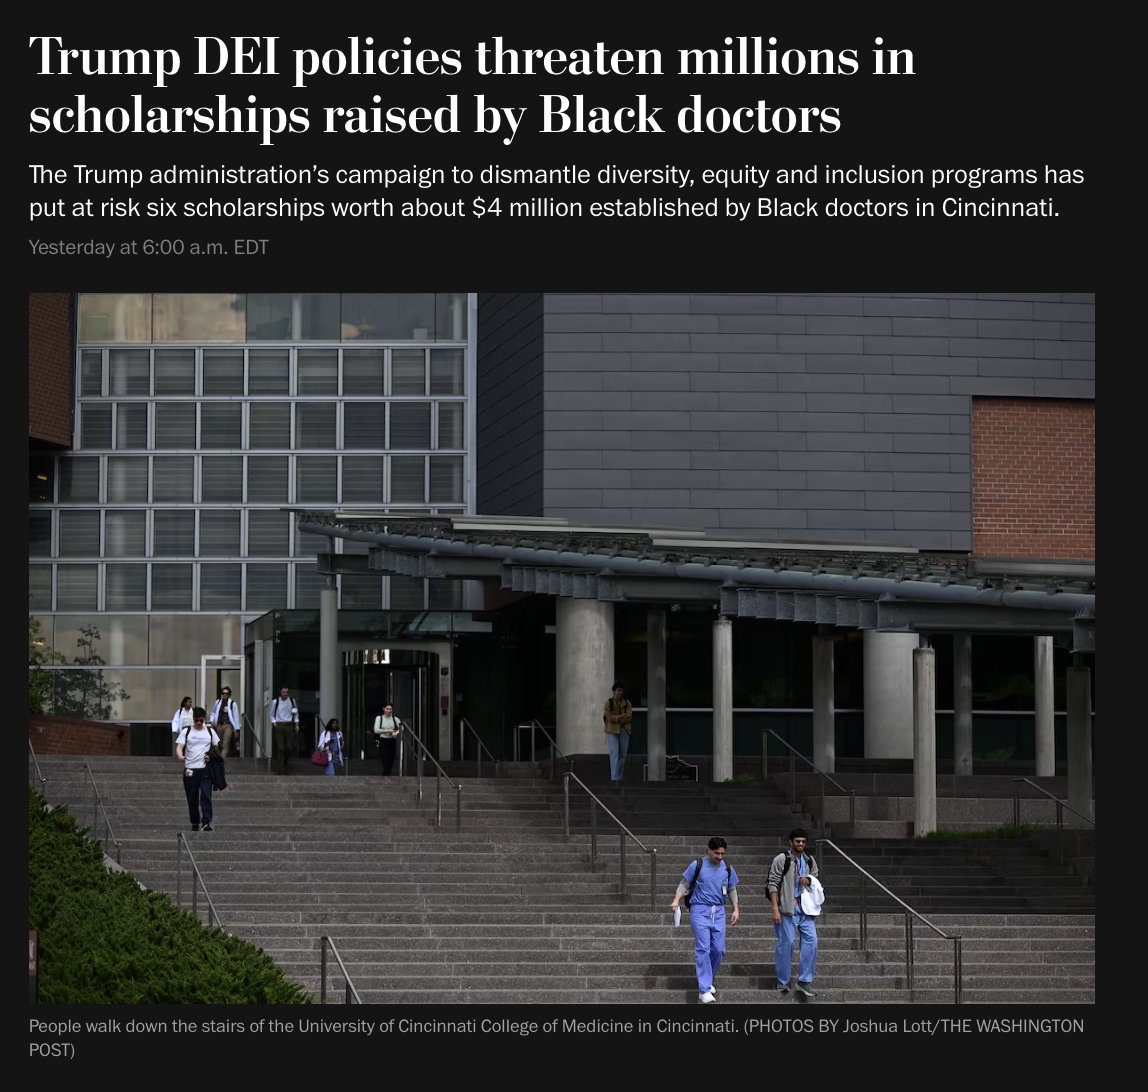 Trump DEI policies threaten millions in
scholarships raised by Black doctors
The Trump administration’s campaign to dismantle diversity, equity and inclusion programs has
put at risk six scholarships worth about $4 million established by Black doctors in Cincinnati.
Yesterday at 6:00 a.m. EDT
People walk down the stairs of the University of Cincinnati College of Medicine in Cincinnati. (PHOTOS BY Joshua Lott/THE WASHINGTON
POST)